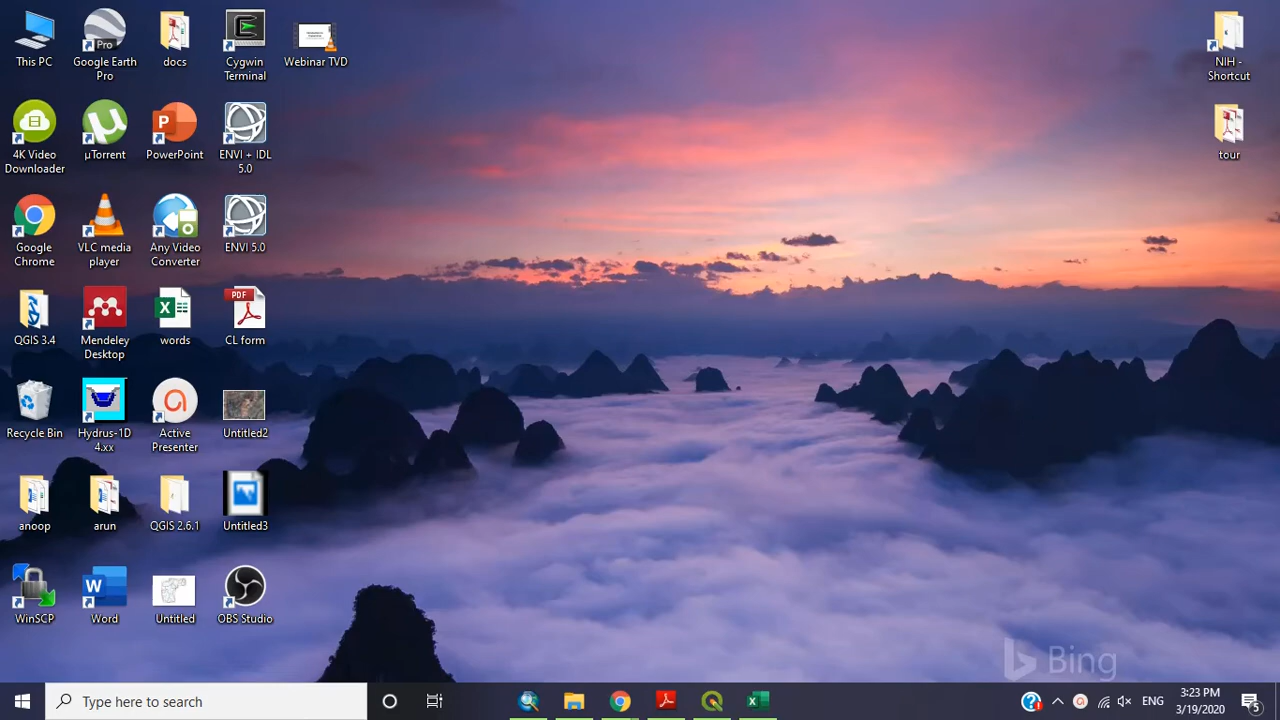 This PC
Google Earth
Pro
docs
Cygwin
Terminal
Webinar TVD
NIH -
Shortcut
4K Video
Downloader
µTorrent
PowerPoint
ENVI + IDL
5.0
tour
Google
Chrome
VLC media
player
Any Video
Converter
ENVI 5.0
QGIS 3.4
Mendeley
Desktop
words
PDF
CL form
Recycle Bin
Hydrus-1D
4.xx
Active
Presenter
Untitled2
anoop
arun
QGIS 2.6.1
Untitled3
WinSCP
Word
Untitled
OBS Studio
Bing
Type here to search
ENG
3:23 PM
3/19/2020
5